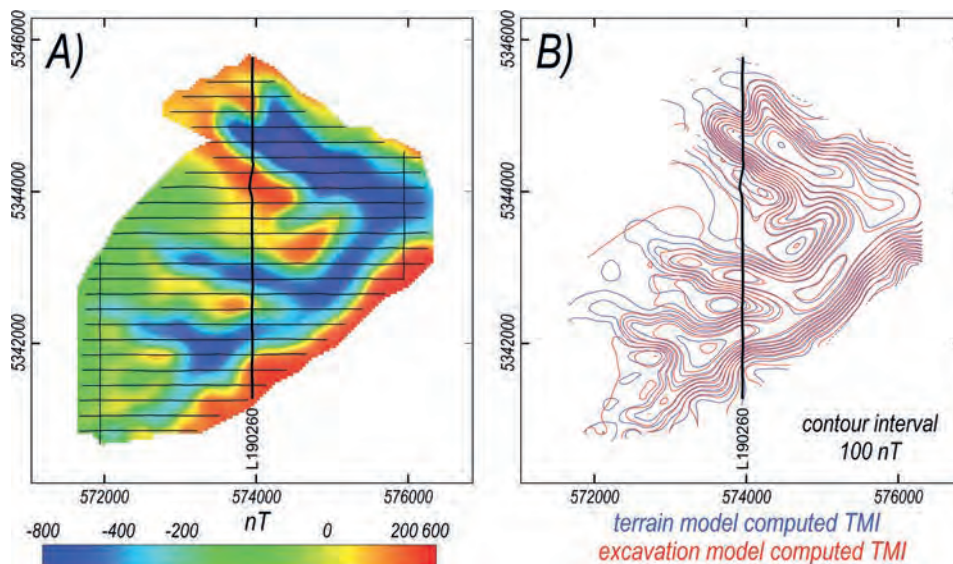 A)
B)
5346000
5344000
5342000
L190260
572000
574000
576000
nT
-800
-400
-200
0
200
600
5346000
5344000
5342000
L190260
contour interval
100 nT
572000
574000
576000
terrain model computed TMI
excavation model computed TMI